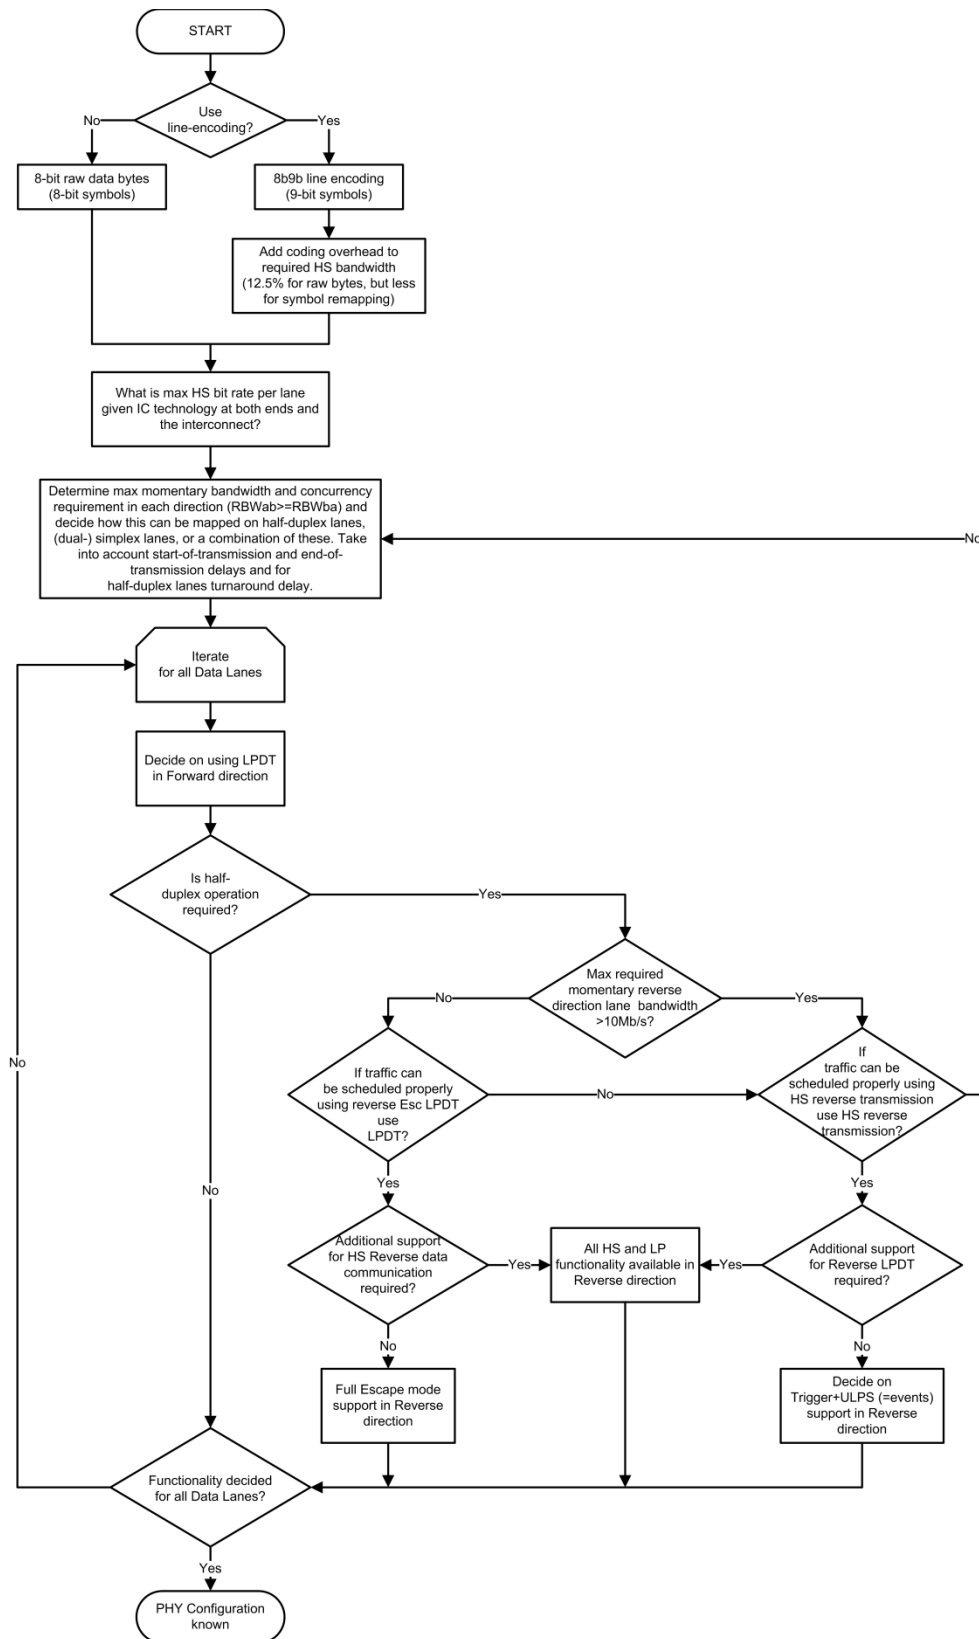 START
Use
line-encoding?
No
Yes
8-bit raw data bytes
(8-bit symbols)
8b9b line encoding
(9-bit symbols)
Add coding overhead to
required HS bandwidth
(12.5% for raw bytes, but less
for symbol remapping)
What is max HS bit rate per lane
given IC technology at both ends and
the interconnect?
Determine max momentary bandwidth and concurrency
requirement in each direction (RBWab>=RBWba) and
decide how this can be mapped on half-duplex lanes,
(dual-) simplex lanes, or a combination of these. Take
into account start-of-transmission and end-of-
transmission delays and for
half-duplex lanes turnaround delay.
No
Iterate
for all Data Lanes
Decide on using LPDT
in Forward direction
Is half-
duplex operation
required?
Yes
Max required
momentary reverse
direction lane bandwidth
>10Mb/s?
No
Yes
No
If traffic can
be scheduled properly
using reverse Esc LPDT
use
LPDT?
No
If
traffic can be
scheduled properly using
HS reverse transmission
use HS reverse
transmission?
Yes
Yes
No
Additional support
for HS Reverse data
communication
required?
Yes
All HS and LP
functionality available in
Reverse direction
Yes
Additional support
for Reverse LPDT
required?
No
No
Full Escape mode
support in Reverse
direction
Decide on
Trigger+ULPS (=events)
support in Reverse
direction
Functionality decided
for all Data Lanes?
Yes
PHY Configuration
known